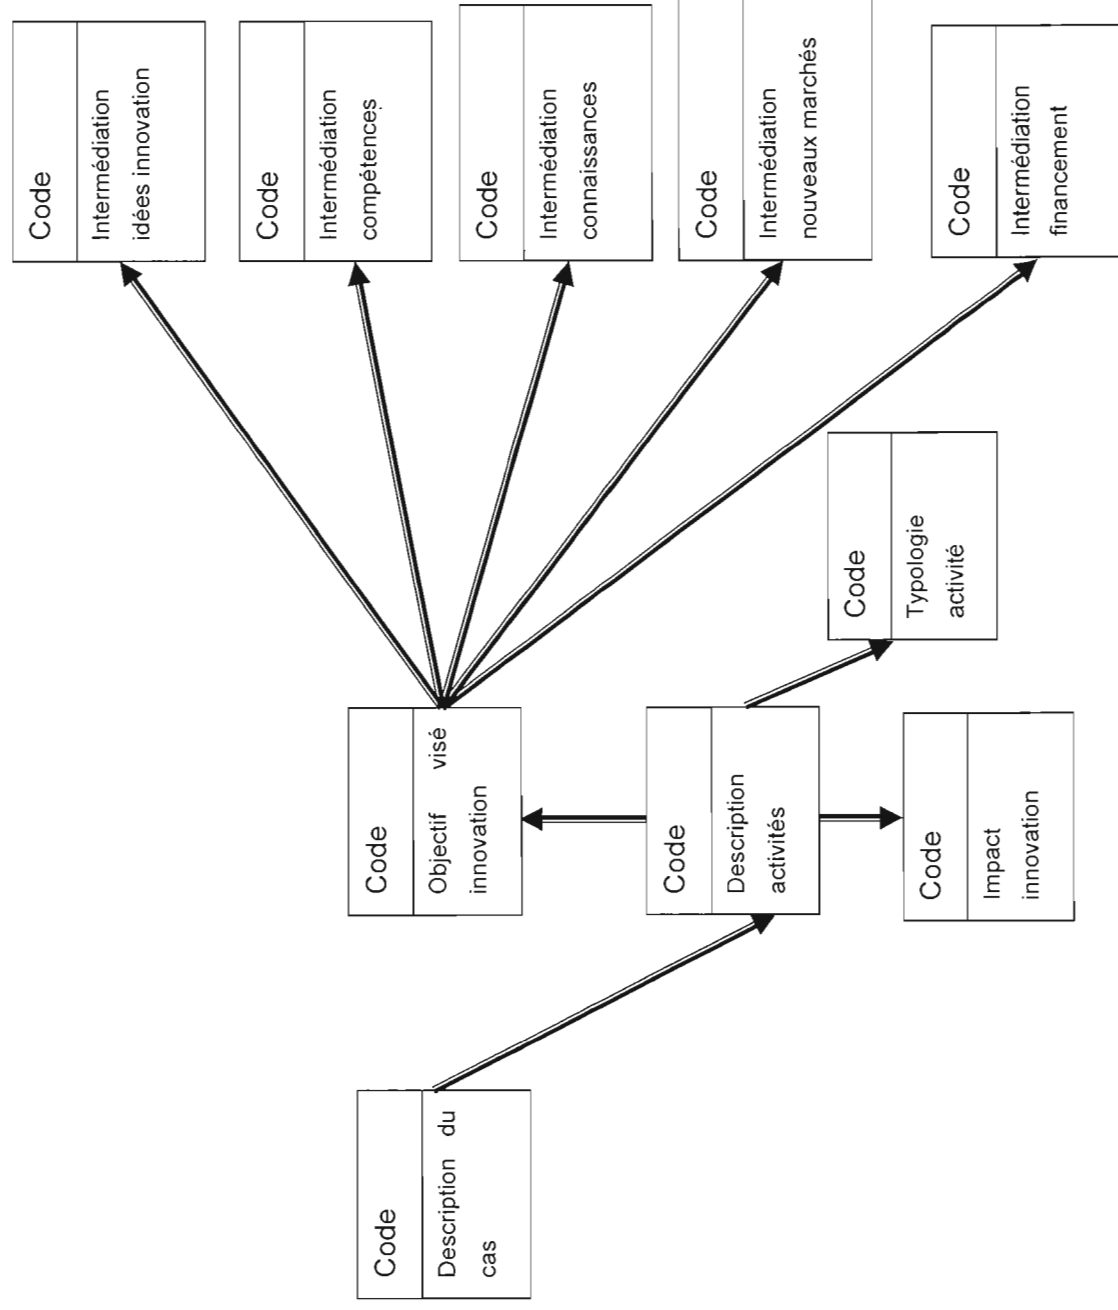 Code
Description du
cas
Code
Objectif visé
innovation
Code
Description
activités
Code
Impact
innovation
Code
Typologie
activité
Code
Intermédiation
idées innovation
Code
Intermédiation
compétences
Code
Intermédiation
connaissances
Code
Intermédiation
nouveaux marchés
Code
Intermédiation
financement